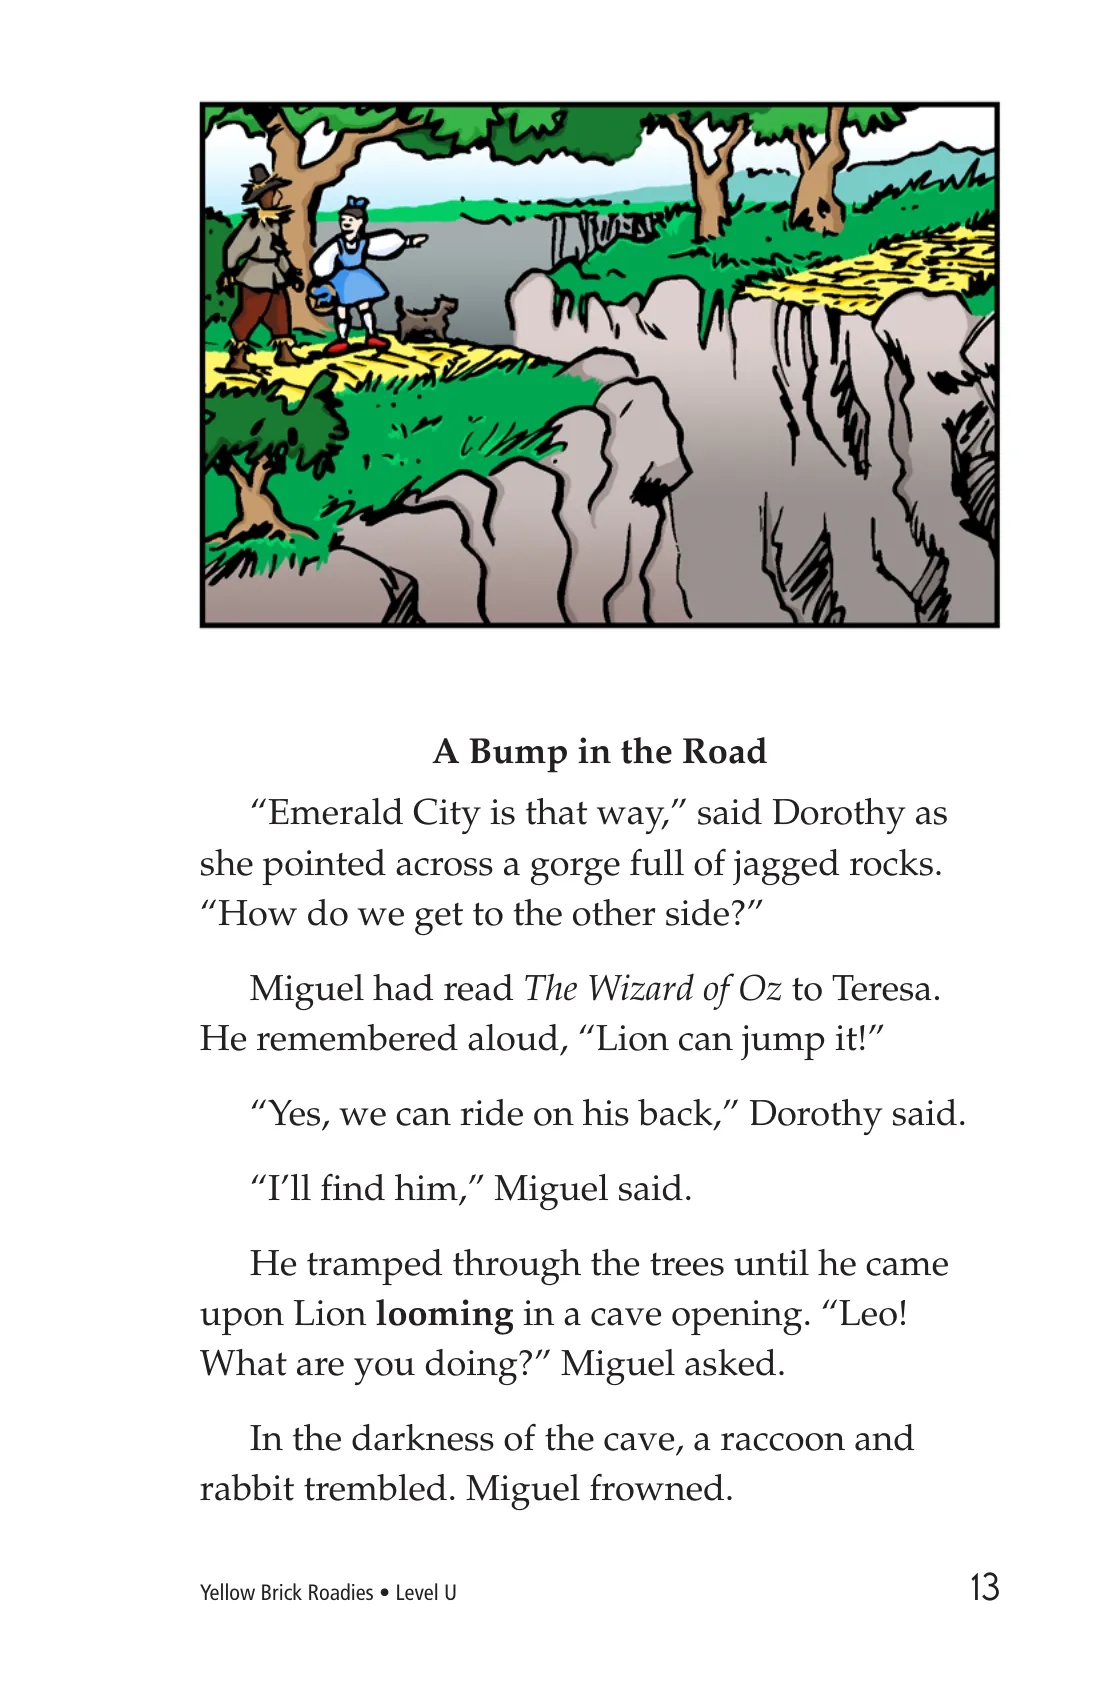 A Bump in the Road
“Emerald City is that way,” said Dorothy as
she pointed across a gorge full of jagged rocks.
“How do we get to the other side?”
Miguel had read The Wizard of Oz to Teresa.
He remembered aloud, “Lion can jump it!”
“Yes, we can ride on his back,” Dorothy said.
“I’ll find him,” Miguel said.
He tramped through the trees until he came
upon Lion looming in a cave opening. “Leo!
What are you doing?” Miguel asked.
In the darkness of the cave, a raccoon and
rabbit trembled. Miguel frowned.
Yellow Brick Roadies • Level U
13